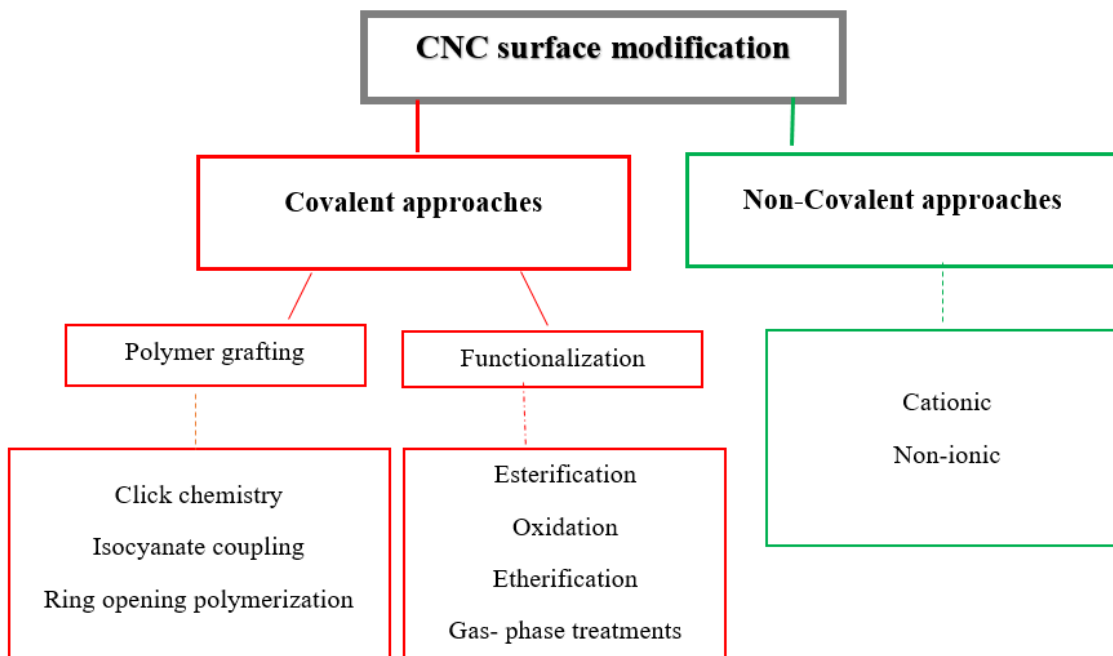 CNC surface modification
Covalent approaches
Non-Covalent approaches
Polymer grafting
Functionalization
Click chemistry
Isocyanate coupling
Ring opening polymerization
Esterification
Oxidation
Etherification
Gas- phase treatments
Cationic
Non-ionic